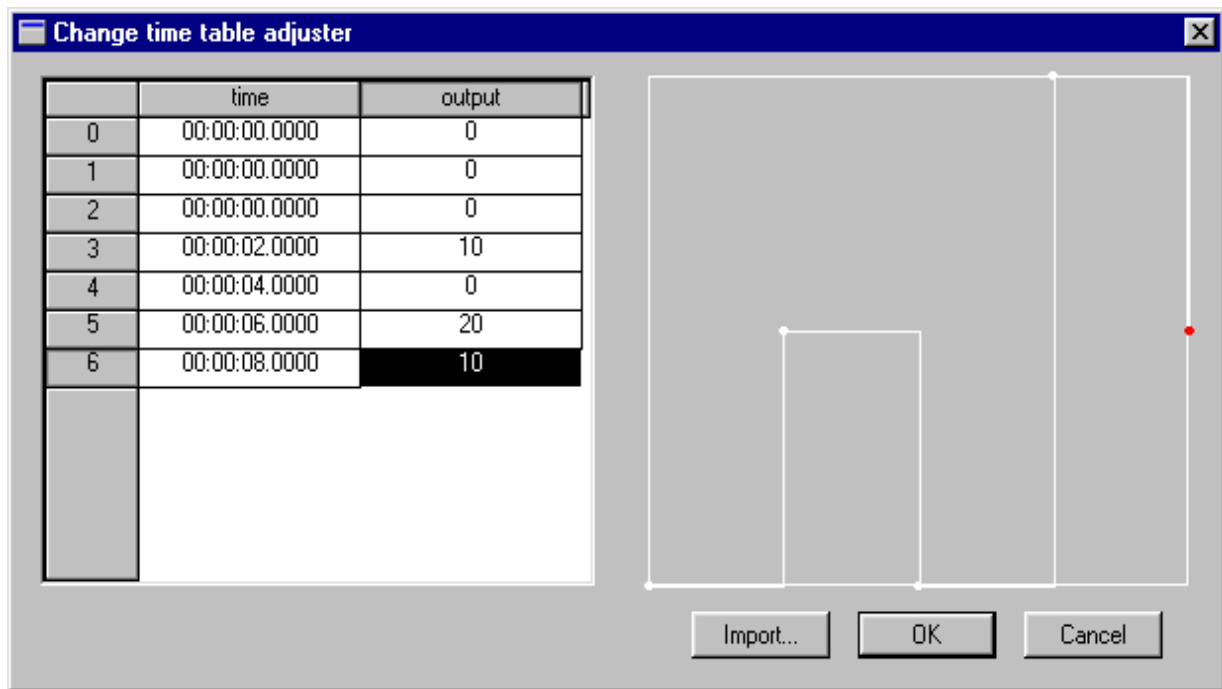 Change time table adjuster
time output
0 00:00:00.0000 0
1 00:00:00.0000 0
2 00:00:00.0000 0
3 00:00:02.0000 10
4 00:00:04.0000 0
5 00:00:06.0000 20
6 00:00:08.0000 10
Import... OK Cancel